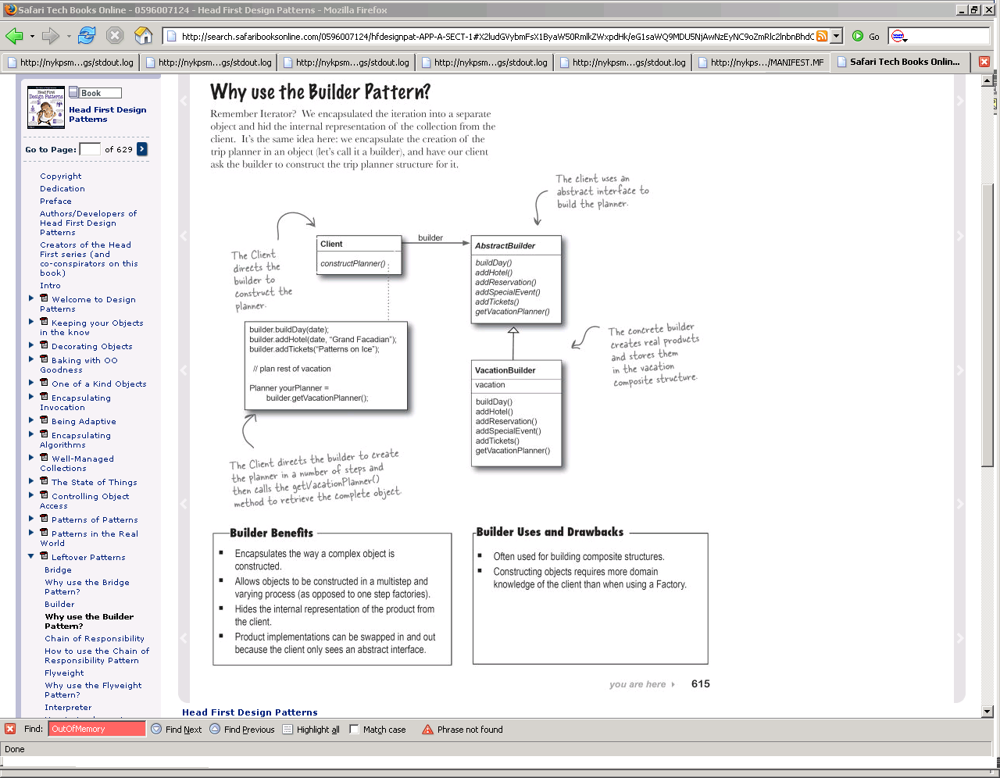 Safari Tech Books Online - 0596007124 - Head First Design Patterns - Mozilla Firefox
http://search.safaribooksonline.com/0596007124/hfdesignpat-APP-A-SECT-1#X2ludGVybmFsX1ByaW50RmlkZWxpdHk/eG1saWQ9MDU5NjAwNzEyNC9oZmRlc2lnbnBhdC
Go
http://nykpsm...gs/stdout.log
http://nykpsm...gs/stdout.log
http://nykpsm...gs/stdout.log
http://nykpsm...gs/stdout.log
http://nykpsm...gs/stdout.log
http://nykps.../MANIFEST.MF
Safari Tech Books Onlin...
Book
Head First Design
Patterns
Go to Page:
of 629
Copyright
Dedication
Preface
Authors/Developers of
Head First Design
Patterns
Creators of the Head
First series (and
co-conspirators on this
book)
Intro
Welcome to Design
Patterns
Keeping your Objects
in the know
Decorating Objects
Baking with OO
Goodness
One of a Kind Objects
Encapsulating
Invocation
Being Adaptive
Encapsulating
Algorithms
Well-Managed
Collections
The State of Things
Controlling Object
Access
Patterns of Patterns
Patterns in the Real
World
Leftover Patterns
Bridge
Why use the Bridge
Pattern?
Builder
Why use the Builder
Pattern?
Chain of Responsibility
How to use the Chain of
Responsibility Pattern
Flyweight
Why use the Flyweight
Pattern?
Interpreter
Why use the Builder Pattern?
Remember Iterator? We encapsulated the iteration into a separate
object and hid the internal representation of the collection from the
client. It's the same idea here: we encapsulate the creation of the
trip planner in an object (let's call it a builder), and have our client
ask the builder to construct the trip planner structure for it.
The client uses an
abstract interface to
build the planner.
The Client
directs the
builder to
construct the
planner.
Client
constructPlanner()
builder
AbstractBuilder
buildDay()
addHotel()
addReservation()
addSpecialEvent()
addTickets()
getVacationPlanner()
builder.buildDay(date);
builder.addHotel(date, "Grand Facadian");
builder.addTickets("Patterns on Ice");
// plan rest of vacation
Planner yourPlanner =
builder.getVacationPlanner();
The concrete builder
creates real products
and stores them
in the vacation
composite structure.
VacationBuilder
vacation
buildDay()
addHotel()
addReservation()
addSpecialEvent()
addTickets()
getVacationPlanner()
The Client directs the builder to create
the planner in a number of steps and
then calls the getVacationPlanner()
method to retrieve the complete object.
Builder Benefits
Encapsulates the way a complex object is
constructed.
Allows objects to be constructed in a multistep and
varying process (as opposed to one step factories).
Hides the internal representation of the product from
the client.
Product implementations can be swapped in and out
because the client only sees an abstract interface.
Builder Uses and Drawbacks
Often used for building composite structures.
Constructing objects requires more domain
knowledge of the client than when using a Factory.
you are here
615
Head First Design Patterns
Find:
OutOfMemory
Find Next
Find Previous
Highlight all
Match case
Phrase not found
Done